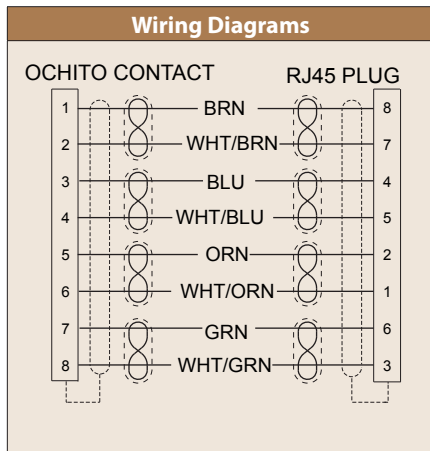 Wiring Diagrams
OCHITO CONTACT RJ45 PLUG
1 BRN 8
2 WHT/BRN 7
3 BLU 4
4 WHT/BLU 5
5 ORN 2
6 WHT/ORN 1
7 GRN 6
8 WHT/GRN 3